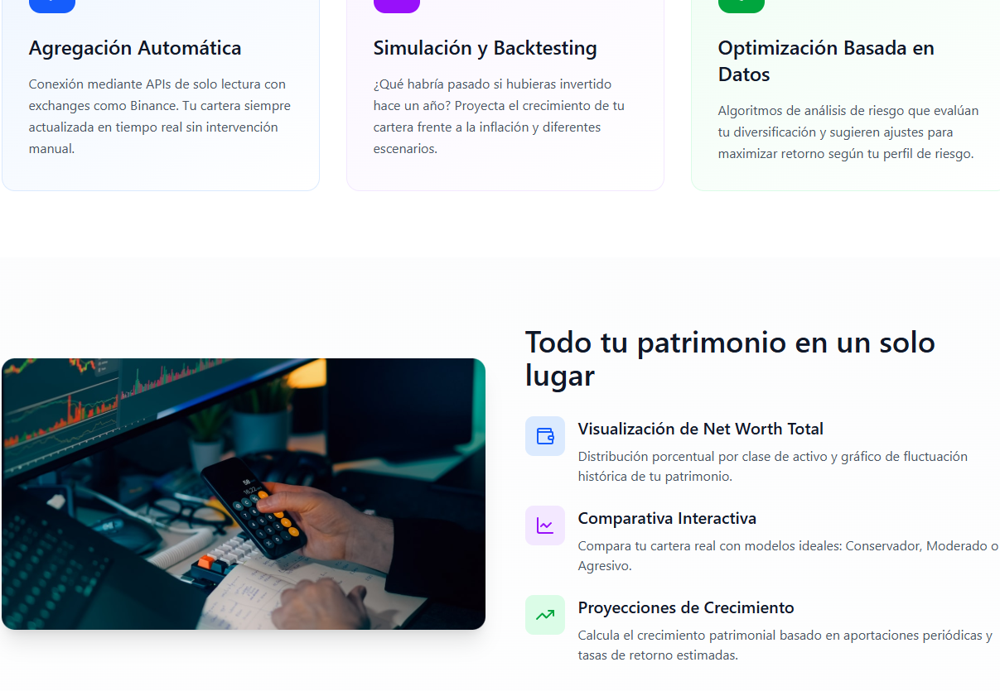 Agregación Automática
Conexión mediante APIs de solo lectura con
exchanges como Binance. Tu cartera siempre
actualizada en tiempo real sin intervención
manual.
Simulación y Backtesting
¿Qué habría pasado si hubieras invertido
hace un año? Proyecta el crecimiento de tu
cartera frente a la inflación y diferentes
escenarios.
Optimización Basada en
Datos
Algoritmos de análisis de riesgo que evalúan
tu diversificación y sugieren ajustes para
maximizar retorno según tu perfil de riesgo.
Todo tu patrimonio en un solo
lugar
Visualización de Net Worth Total
Distribución porcentual por clase de activo y gráfico de fluctuación
histórica de tu patrimonio.
Comparativa Interactiva
Compara tu cartera real con modelos ideales: Conservador, Moderado o
Agresivo.
Proyecciones de Crecimiento
Calcula el crecimiento patrimonial basado en aportaciones periódicas y
tasas de retorno estimadas.